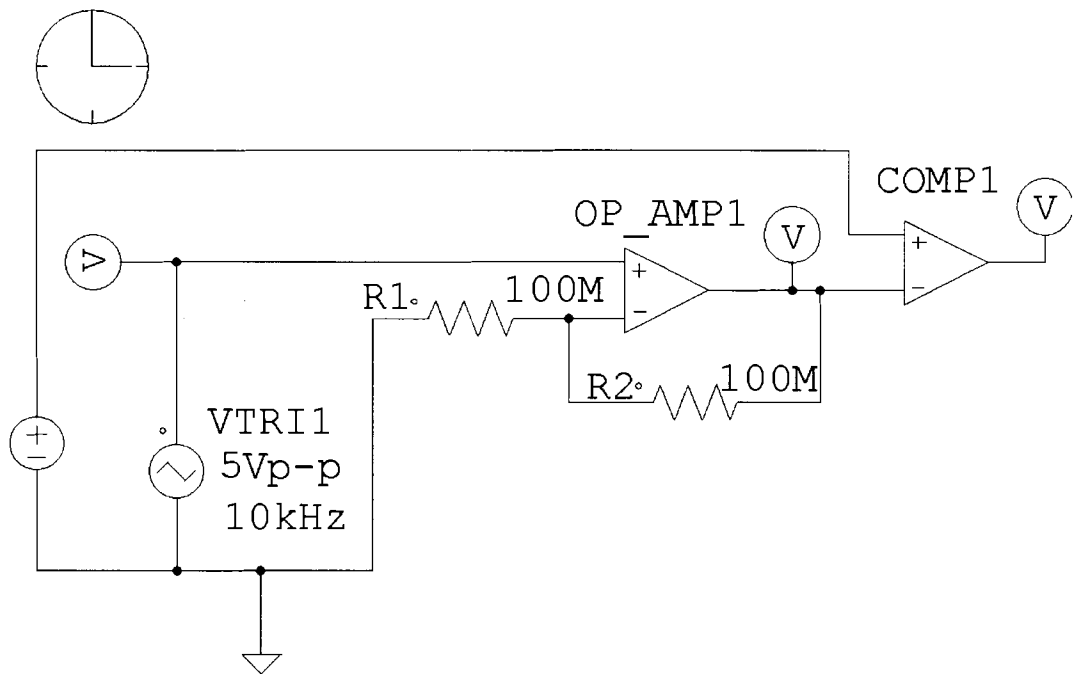 COMP1
V
OP_AMP1
V
+
-
V
R1
100M
+
-
R2
100M
VTRI1
5Vp-p
10kHz
+
-